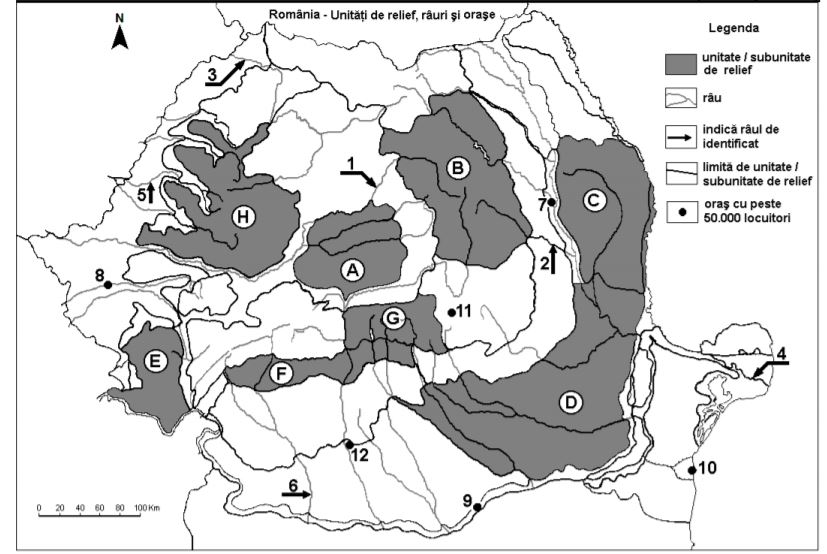 România - Unități de relief, râuri și orașe
N
Legenda
unitate / subunitate
de relief
râu
indică râul de
identificat
limită de unitate /
subunitate de relief
oraș cu peste
50.000 locuitori
3
1
B
5
H
7
C
2
8
A
G
11
E
F
4
D
12
10
6
9
0 20 40 60 80 100 Km